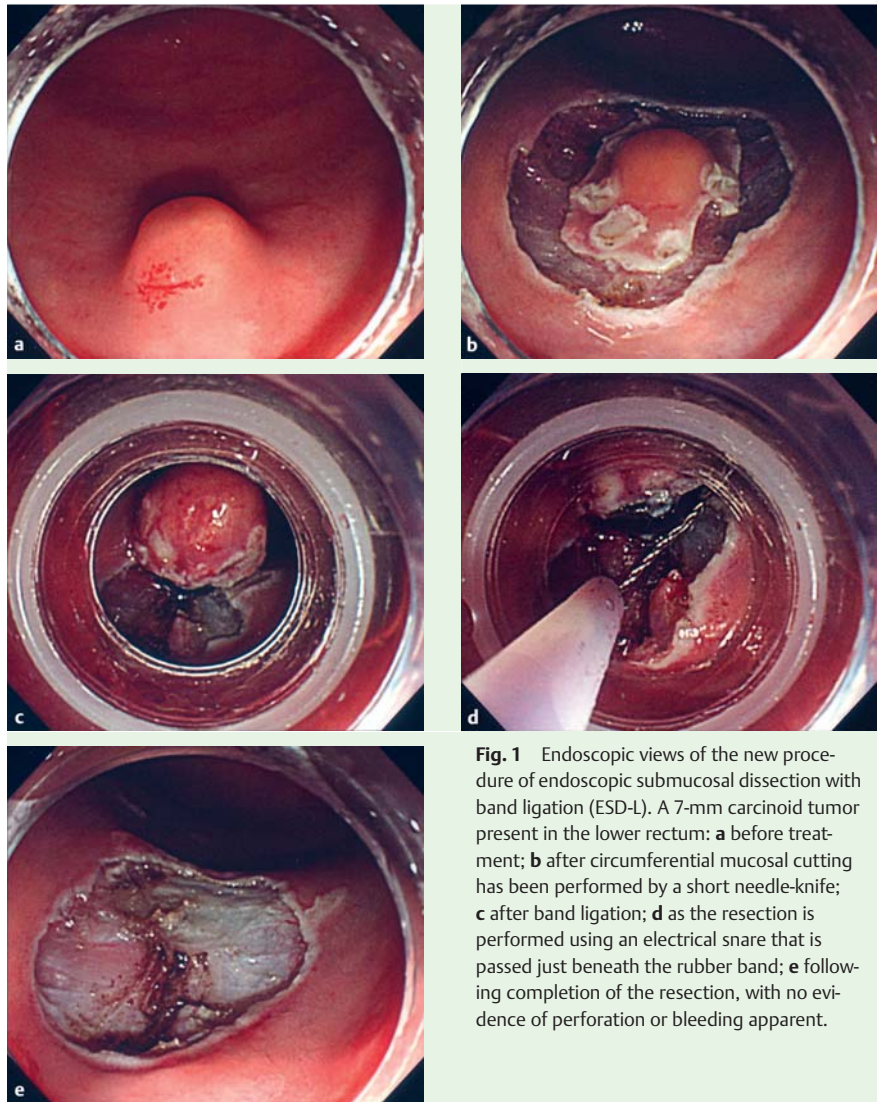 a
b
c
d
Fig. 1 Endoscopic views of the new proce-
dure of endoscopic submucosal dissection with
band ligation (ESD-L). A 7-mm carcinoid tumor
present in the lower rectum: a before treat-
ment; b after circumferential mucosal cutting
has been performed by a short needle-knife;
c after band ligation; d as the resection is
performed using an electrical snare that is
passed just beneath the rubber band; e follow-
ing completion of the resection, with no evi-
dence of perforation or bleeding apparent.
e